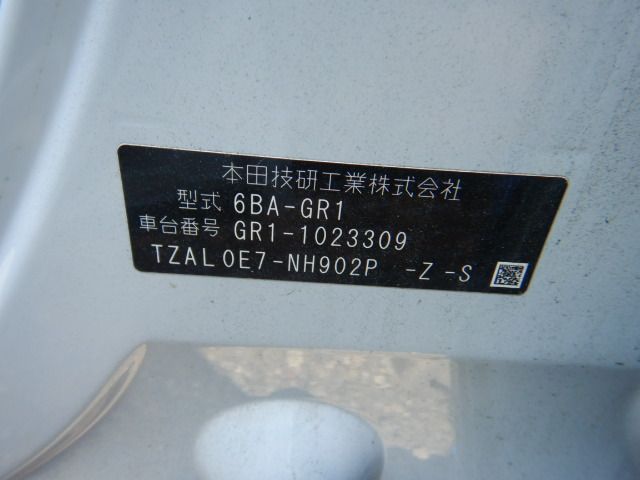 本田技研工業株式会社
型式 6BA-GR1
車台番号 GR1-1023309
TZAL0E7-NH902P -Z -S